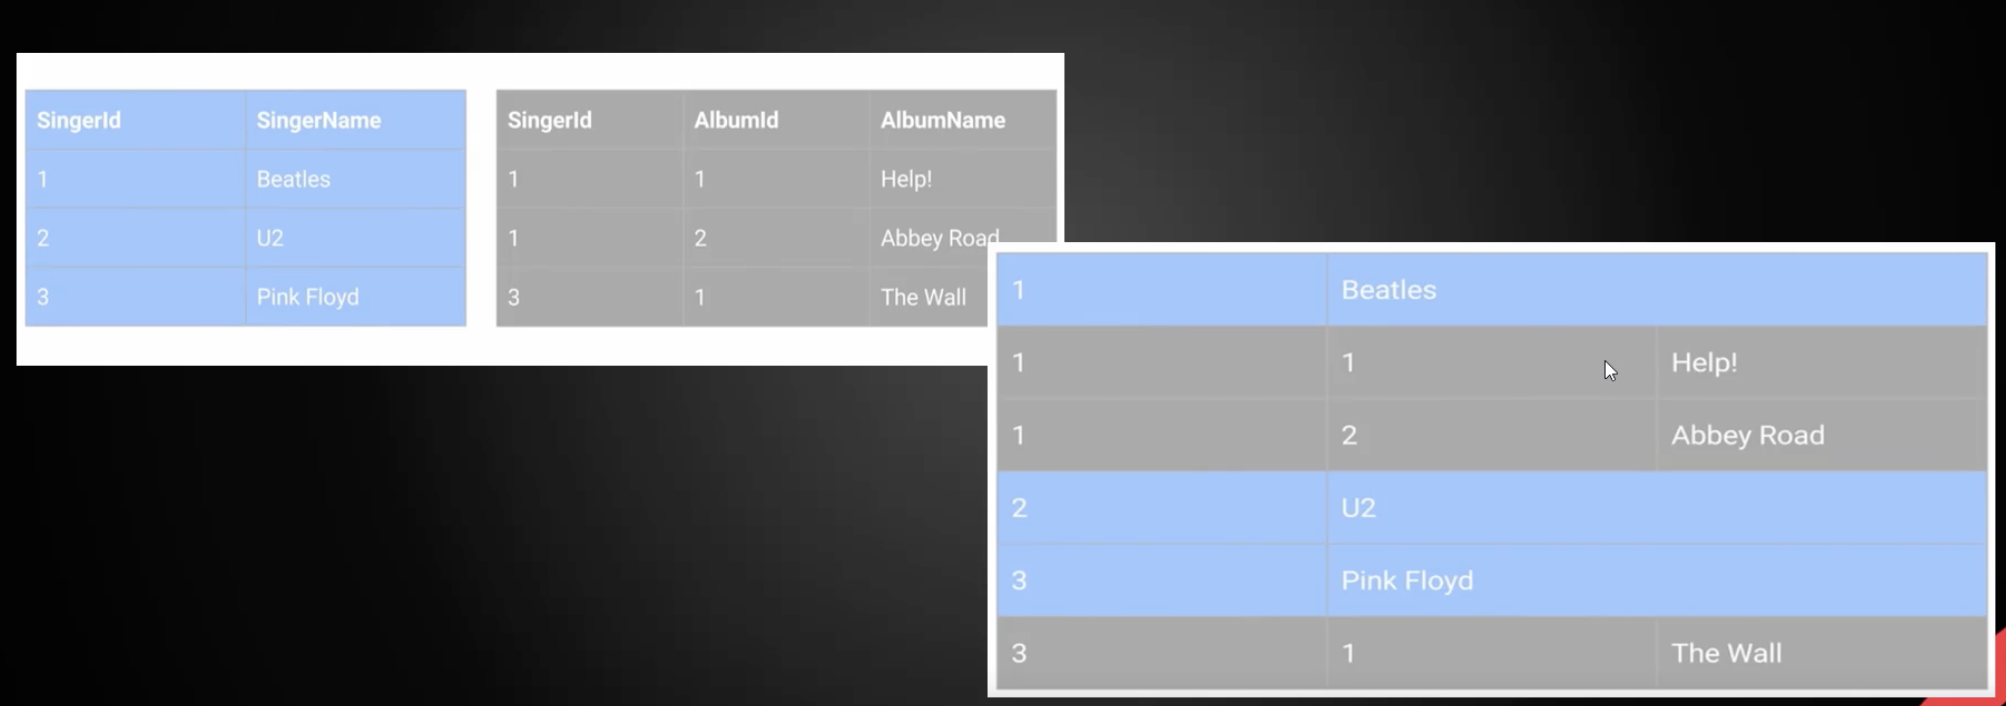 SingerId SingerName
1 Beatles
2 U2
3 Pink Floyd
SingerId AlbumId AlbumName
1 1 Help!
1 2 Abbey Road
3 1 The Wall
1 Beatles
1 1 Help!
1 2 Abbey Road
2 U2
3 Pink Floyd
3 1 The Wall